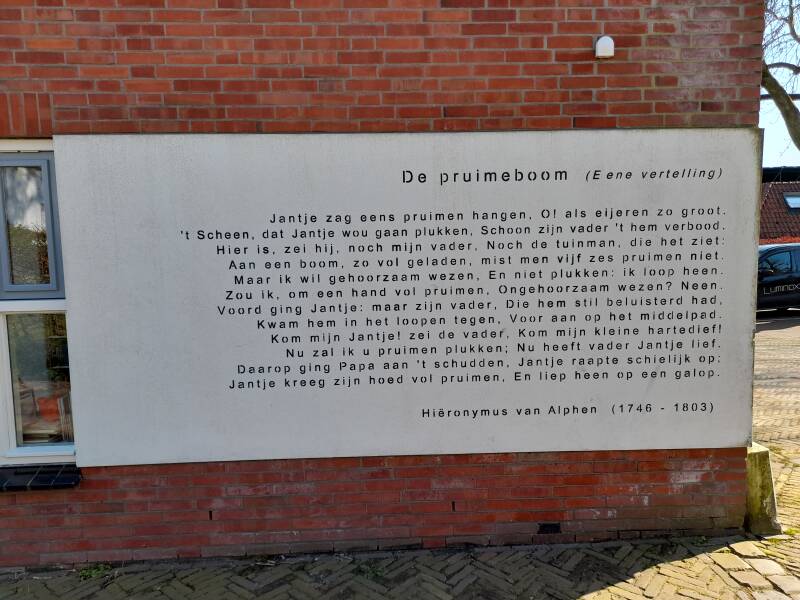 De pruimeboom (Eene vertelling)
Jantje zag eens pruimen hangen, O! als eijeren zo groot.
't Scheen, dat Jantje wou gaan plukken, Schoon zijn vader 't hem verbood.
Hier is, zei hij, noch mijn vader, Noch de tuinman, die het ziet:
Aan een boom, zo vol geladen, mist men vijf zes pruimen niet.
Maar ik wil gehoorzaam wezen, En niet plukken: ik loop heen.
Zou ik, om een hand vol pruimen, Ongehoorzaam wezen? Neen.
Voord ging Jantje: maar zijn vader, Die hem stil beluisterd had,
Kwam hem in het loopen tegen, Voor aan op het middelpad.
Kom mijn Jantje! zei de vader, Kom mijn kleine hartedief!
Nu zal ik u pruimen plukken; Nu heeft vader Jantje lief.
Daarop ging Papa aan 't schudden, Jantje raapte schielijk op;
Jantje kreeg zijn hoed vol pruimen, En liep heen op een galop.
Hiëronymus van Alphen (1746 - 1803)
Luminox